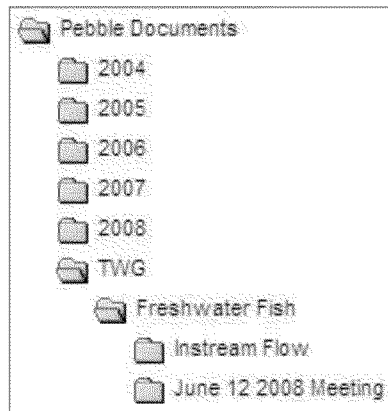 Pebble Documents
2004
2005
2006
2007
2008
TWG
Freshwater Fish
Instream Flow
June 12 2008 Meeting